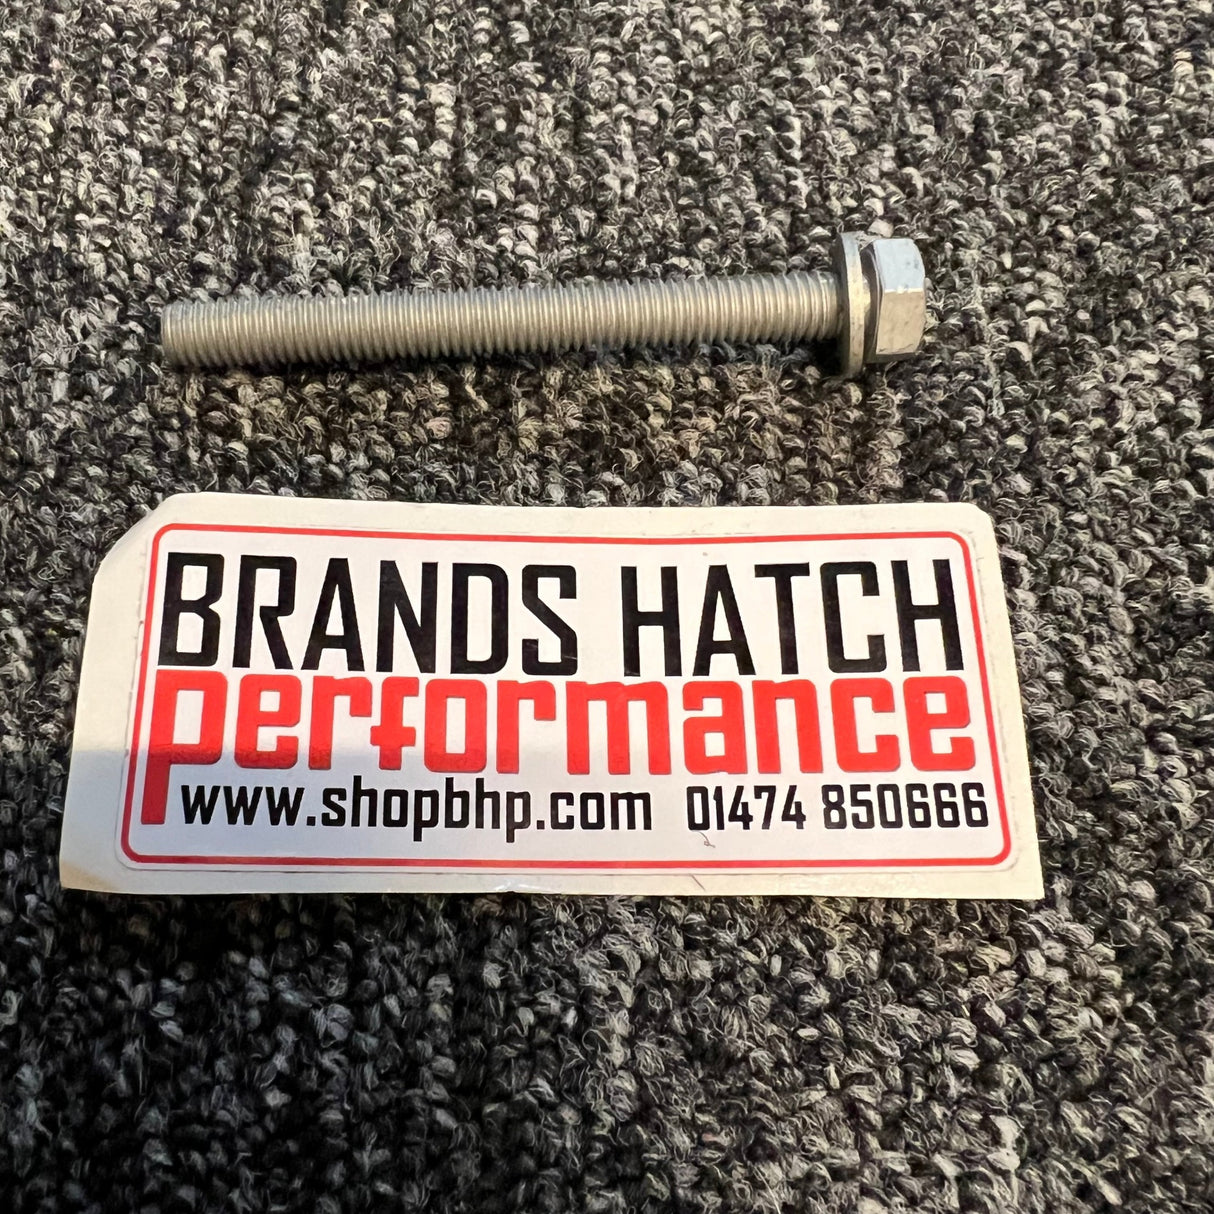 BRANDS HATCH
performance
www.shopbhp.com 01474 850666